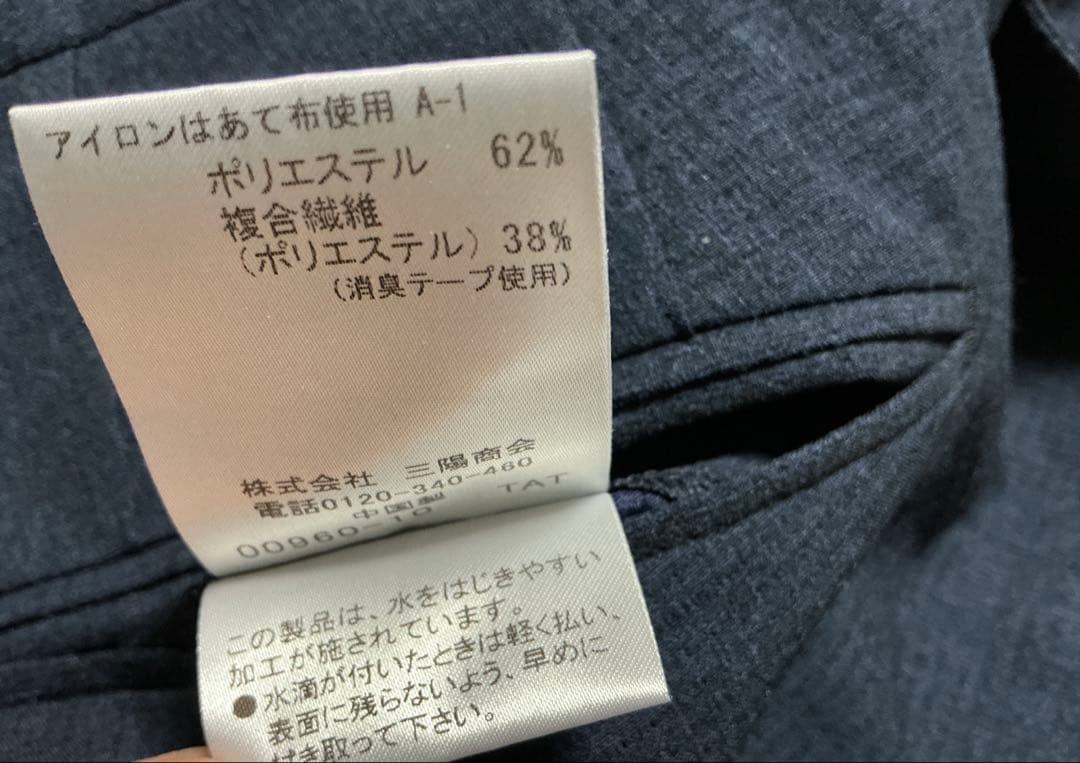 アイロンはあて布使用 A-1
ポリエステル 62%
複合繊維
(ポリエステル) 38%
(消臭テープ使用)
株式会社 三陽商会
電話0120-340-460
中国製 TAT
00960-10
この製品は、水をはじきやすい
加工が施されています。
●水滴が付いたときは軽く払い、
表面に残らないよう、早めに
拭き取って下さい。